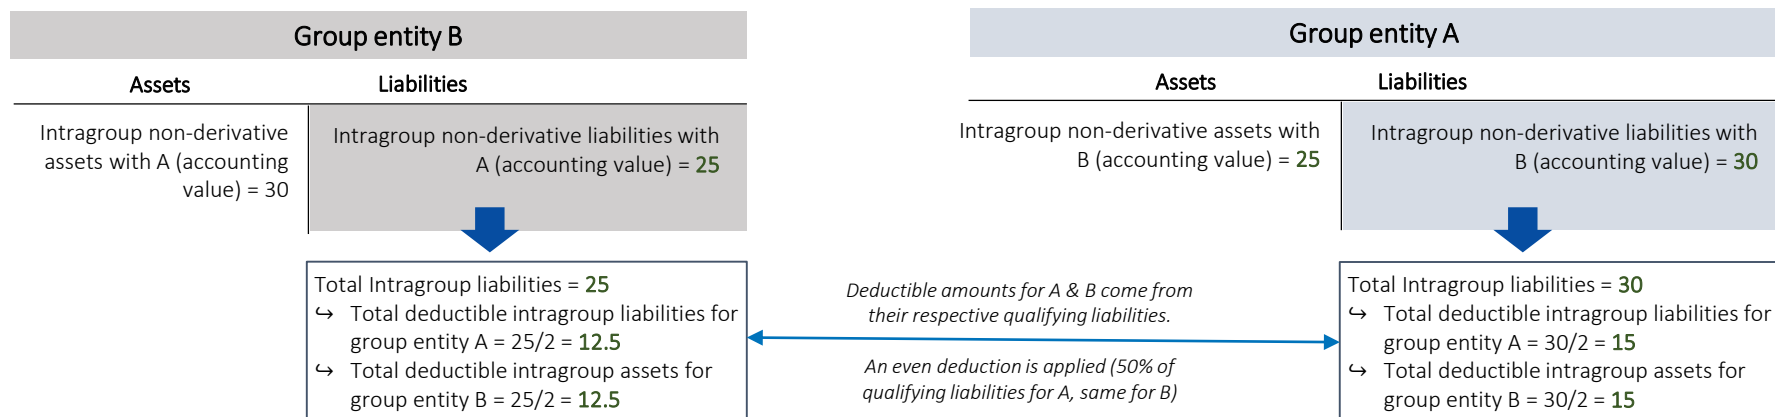 Group entity B
Assets
Liabilities
Intragroup non-derivative
assets with A (accounting
value) = 30
Intragroup non-derivative liabilities with
A (accounting value) = 25
Total Intragroup liabilities = 25
↪ Total deductible intragroup liabilities for
group entity A = 25/2 = 12.5
↪ Total deductible intragroup assets for
group entity B = 25/2 = 12.5
Deductible amounts for A & B come from
their respective qualifying liabilities.
An even deduction is applied (50% of
qualifying liabilities for A, same for B)
Group entity A
Assets
Liabilities
Intragroup non-derivative assets with
B (accounting value) = 25
Intragroup non-derivative liabilities with
B (accounting value) = 30
Total Intragroup liabilities = 30
↪ Total deductible intragroup liabilities for
group entity A = 30/2 = 15
↪ Total deductible intragroup assets for
group entity B = 30/2 = 15